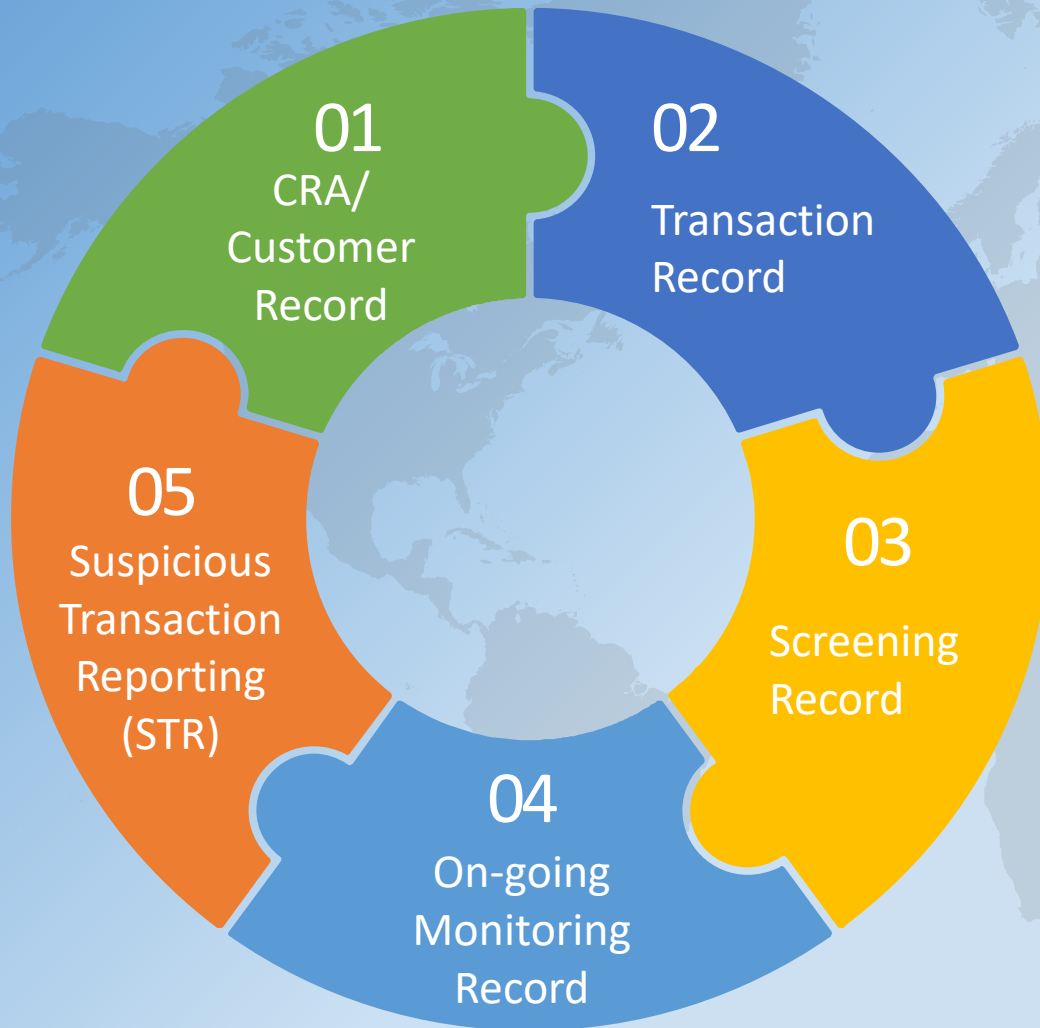 01
CRA/
Customer
Record
02
Transaction
Record
03
Screening
Record
04
On-going
Monitoring
Record
05
Suspicious
Transaction
Reporting
(STR)